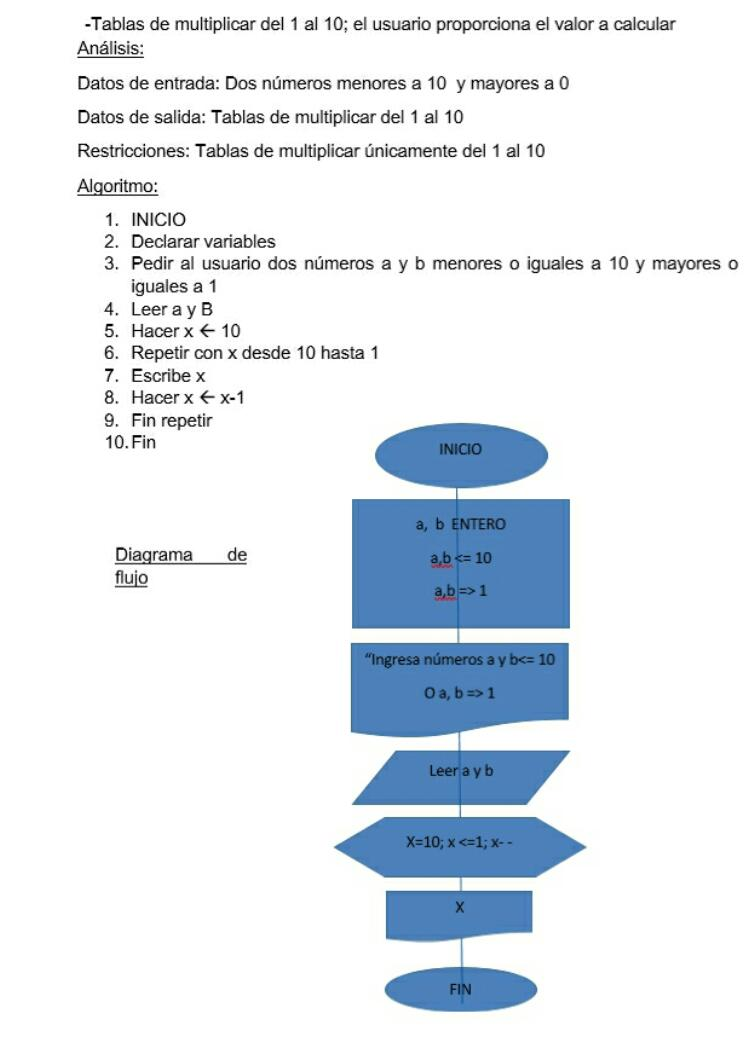 -Tablas de multiplicar del 1 al 10; el usuario proporciona el valor a calcular
Análisis:
Datos de entrada: Dos números menores a 10 y mayores a 0
Datos de salida: Tablas de multiplicar del 1 al 10
Restricciones: Tablas de multiplicar únicamente del 1 al 10
Algoritmo:
1. INICIO
2. Declarar variables
3. Pedir al usuario dos números a y b menores o iguales a 10 y mayores o
iguales a 1
4. Leer a y B
5. Hacer x ← 10
6. Repetir con x desde 10 hasta 1
7. Escribe x
8. Hacer x ← x-1
9. Fin repetir
10. Fin
Diagrama de
flujo
INICIO
a, b ENTERO
a,b <= 10
a,b => 1
“Ingresa números a y b<= 10
O a, b => 1
Leer a y b
X=10; x <=1; x- -
X
FIN